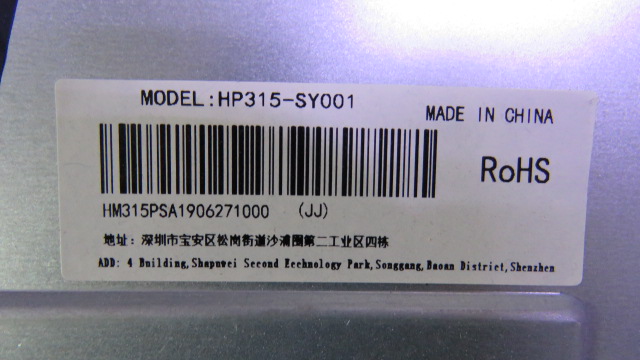 MODEL:HP315-SY001
MADE IN CHINA
RoHS
HM315PSA1906271000 (JJ)
地址：深圳市宝安区松岗街道沙浦圍第二工业区四栋
ADD: 4 Building,Shapuwei Second Eechnology Park,Songgang,Baoan District,Shenzhen